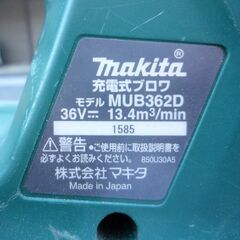 makita®
充電式ブロワ
モデル MUB362D
36V⎓ 13.4m³/min
1585
⚠警告●ご使用前に取扱説明書を
必ずよくお読みください。 850U30A5
株式会社マキタ
Made in Japan